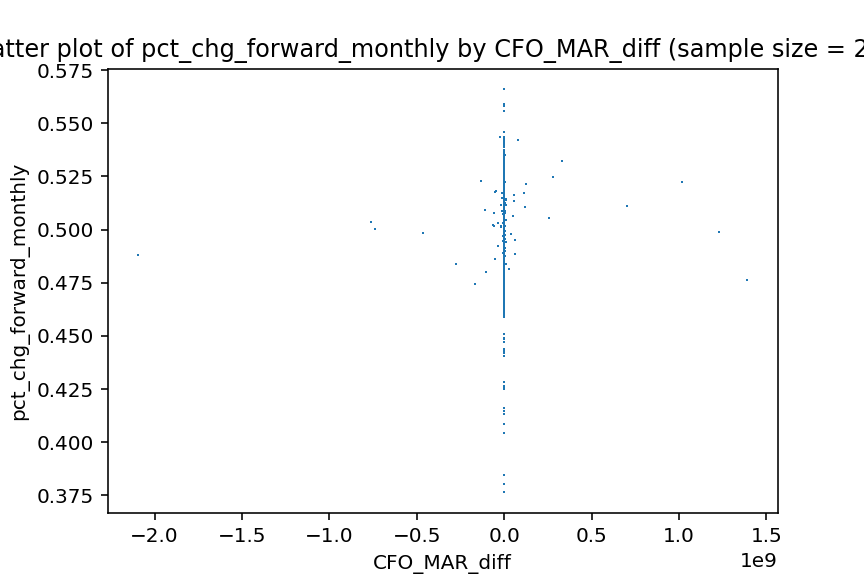 atter plot of pct_chg_forward_monthly by CFO_MAR_diff (sample size = 2
0.575
0.550
0.525
0.500
0.475
0.450
0.425
0.400
0.375
pct_chg_forward_monthly
−2.0 −1.5 −1.0 −0.5 0.0 0.5 1.0 1.5
1e9
CFO_MAR_diff